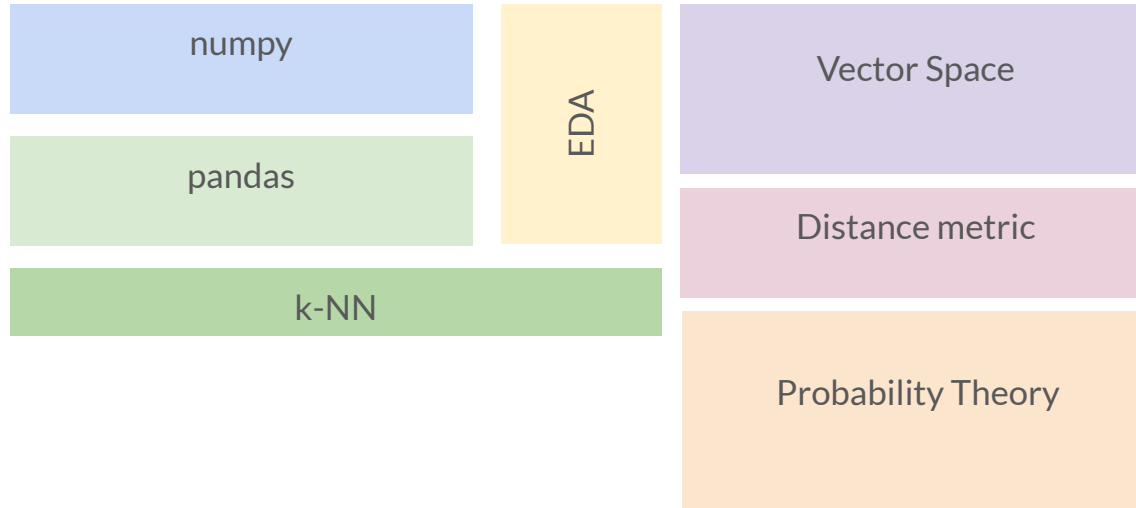 numpy
pandas
EDA
k-NN
Vector Space
Distance metric
Probability Theory